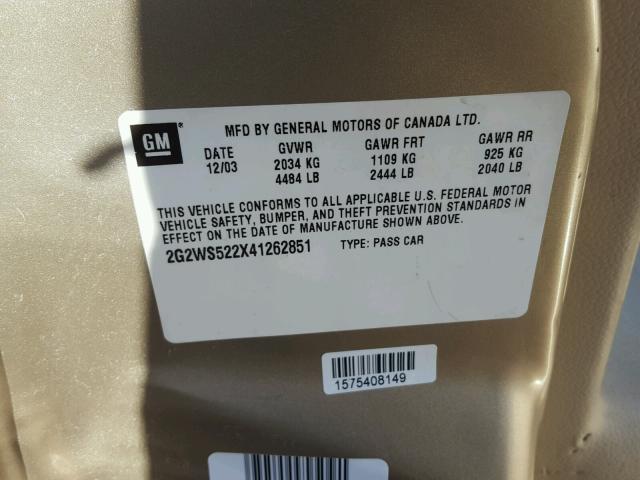 GM
MFD BY GENERAL MOTORS OF CANADA LTD.
DATE GVWR GAWR FRT GAWR RR
12/03 2034 KG 1109 KG 925 KG
4484 LB 2444 LB 2040 LB
THIS VEHICLE CONFORMS TO ALL APPLICABLE U.S. FEDERAL MOTOR
VEHICLE SAFETY, BUMPER, AND THEFT PREVENTION STANDARDS IN
EFFECT ON THE DATE OF MANUFACTURE SHOWN ABOVE.
2G2WS522X41262851 TYPE: PASS CAR
1575408149